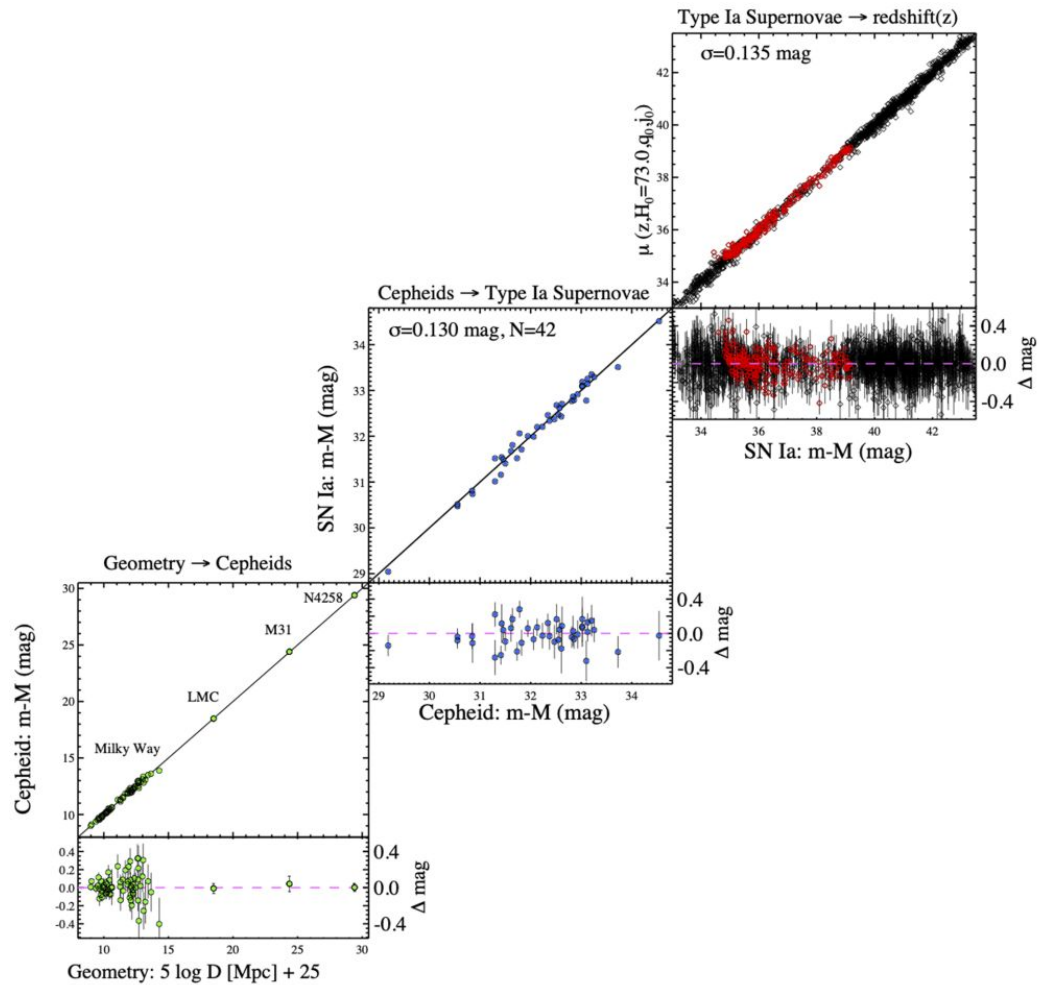 Type Ia Supernovae → redshift(z)
σ=0.135 mag
μ (z,H₀=73.0,q₀,j₀)
42
40
38
36
34
0.4
0.0
-0.4
Δ mag
34 36 38 40 42
SN Ia: m-M (mag)
Cepheids → Type Ia Supernovae
σ=0.130 mag, N=42
SN Ia: m-M (mag)
34
33
32
31
30
29
0.4
0.0
-0.4
Δ mag
29 30 31 32 33 34
Cepheid: m-M (mag)
Geometry → Cepheids
N4258
M31
LMC
Milky Way
Cepheid: m-M (mag)
30
25
20
15
10
0.4
0.2
0.0
-0.2
-0.4
0.4
0.0
-0.4
Δ mag
10 15 20 25 30
Geometry: 5 log D [Mpc] + 25